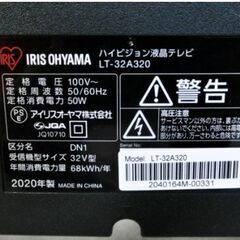 IRIS IRIS OHYAMA
ハイビジョン液晶テレビ
LT-32A320
定格電圧 100V～
定格周波数 50/60Hz
定格消費電力 50W
PS E アイリスオーヤマ株式会社
JQA
JQ10710
区分名 DN1
受信機型サイズ 32V型
年間消費電力量 68kWh/年
2020年製 MADE IN CHINA
警告
高圧注意
Model: LT-32A320
2040164M-00331